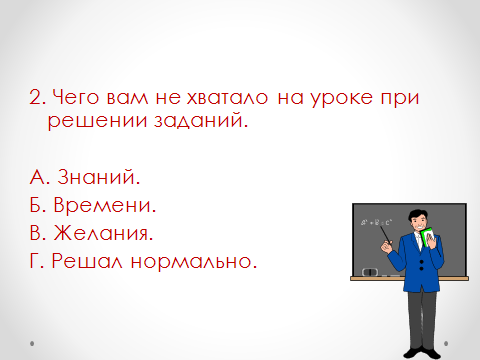 2. Чего вам не хватало на уроке при
решении заданий.
А. Знаний.
Б. Времени.
В. Желания.
Г. Решал нормально.